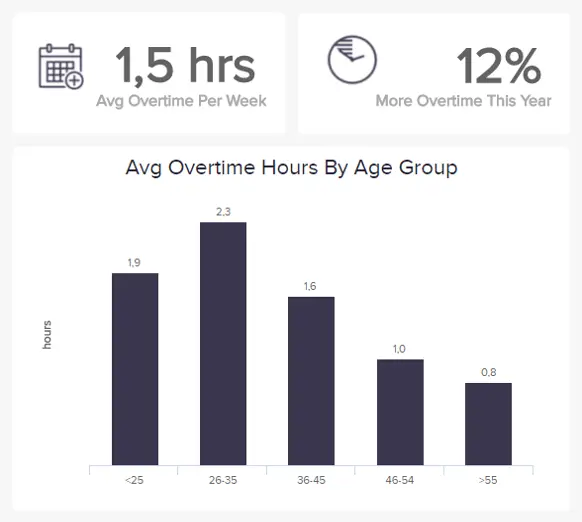 1,5 hrs
Avg Overtime Per Week
12%
More Overtime This Year
Avg Overtime Hours By Age Group
2,3
1,9
1,6
1,0
0,8
hours
<25
26-35
36-45
46-54
>55